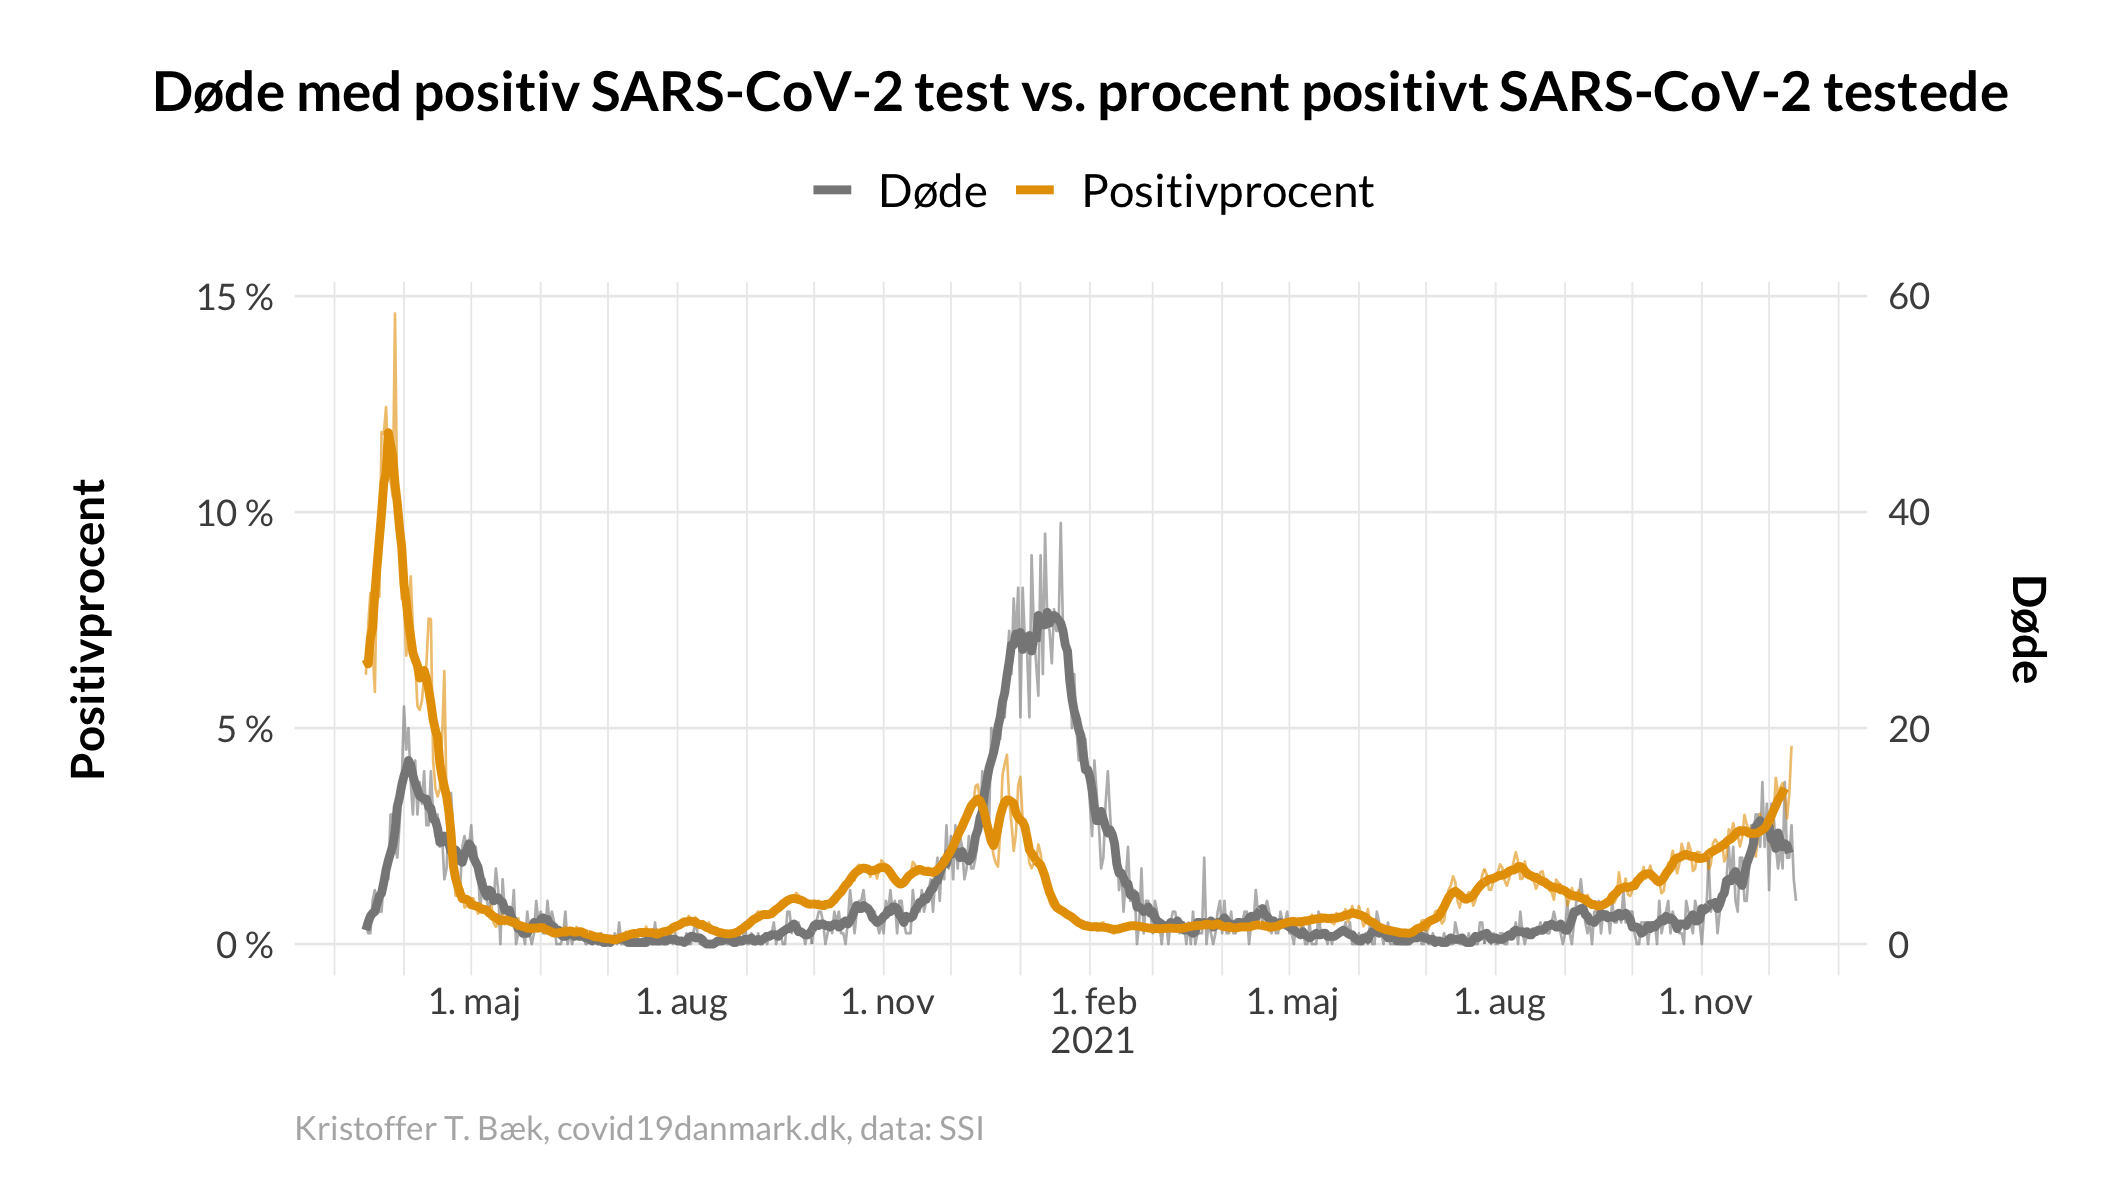 Døde med positiv SARS-CoV-2 test vs. procent positivt SARS-CoV-2 testede
Døde Positivprocent
15 % 60
10 % 40
5 % 20
0 % 0
Positivprocent
Døde
1. maj 1. aug 1. nov 1. feb 1. maj 1. aug 1. nov
2021
Kristoffer T. Bæk, covid19danmark.dk, data: SSI